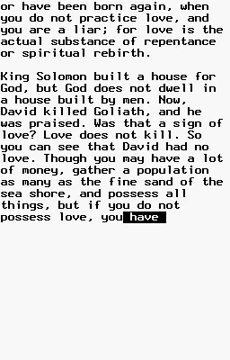 or have been born again, when
you do not practice love, and
you are a liar; for love is the
actual substance of repentance
or spiritual rebirth.

King Solomon built a house for
God, but God does not dwell in
a house built by men. Now,
David killed Goliath, and he
was praised. Was that a sign of
love? Love does not kill. So
you can see that David had no
love. Though you may have a lot
of money, gather a population
as many as the fine sand of the
sea shore, and possess all
things, but if you do not
possess love, you have